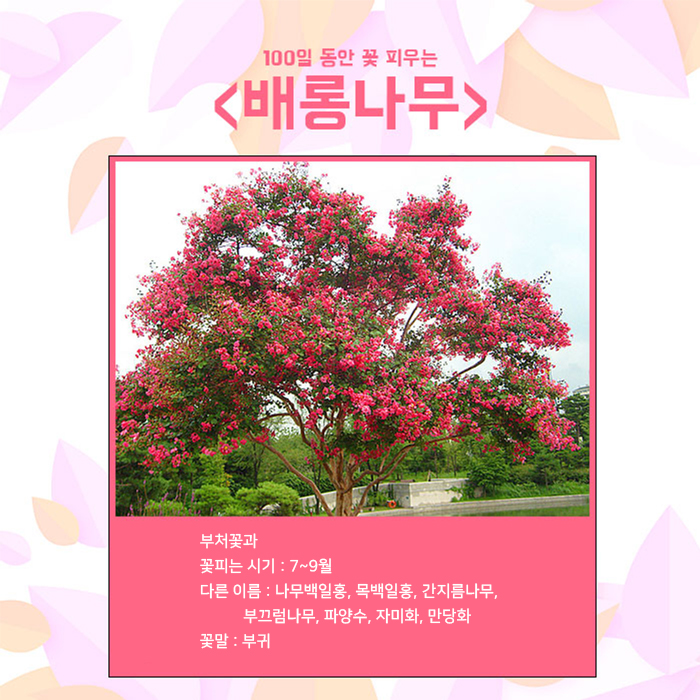 100일 동안 꽃 피우는
<배롱나무>
부처꽃과
꽃피는 시기 : 7~9월
다른 이름 : 나무백일홍, 목백일홍, 간지름나무,
부끄럼나무, 파양수, 자미화, 만당화
꽃말 : 부귀